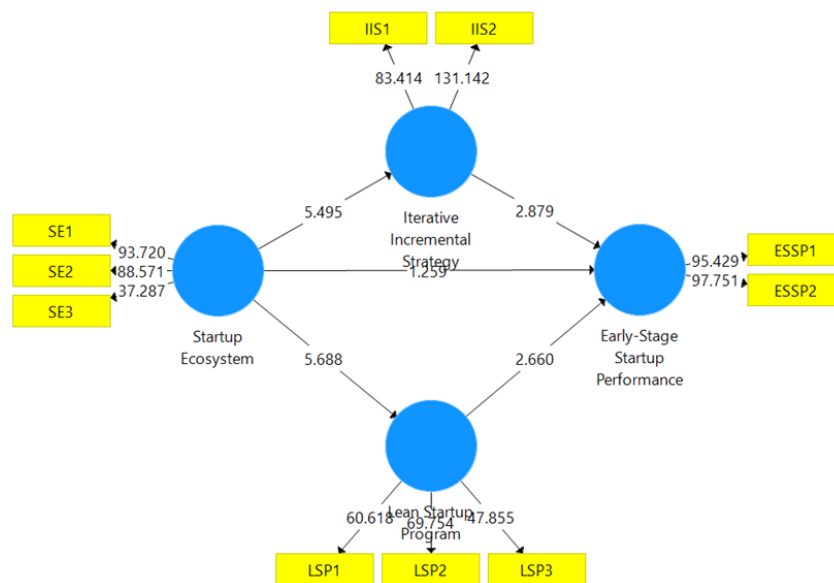 IIS1
IIS2
83.414
131.142
5.495
Iterative
Incremental
Strategy
2.879
SE1
SE2
SE3
93.720
88.571
37.287
1.259
ESSP1
ESSP2
95.429
97.751
Startup
Ecosystem
Early-Stage
Startup
Performance
5.688
2.660
Lean Startup
Program
60.618
69.754
47.855
LSP1
LSP2
LSP3